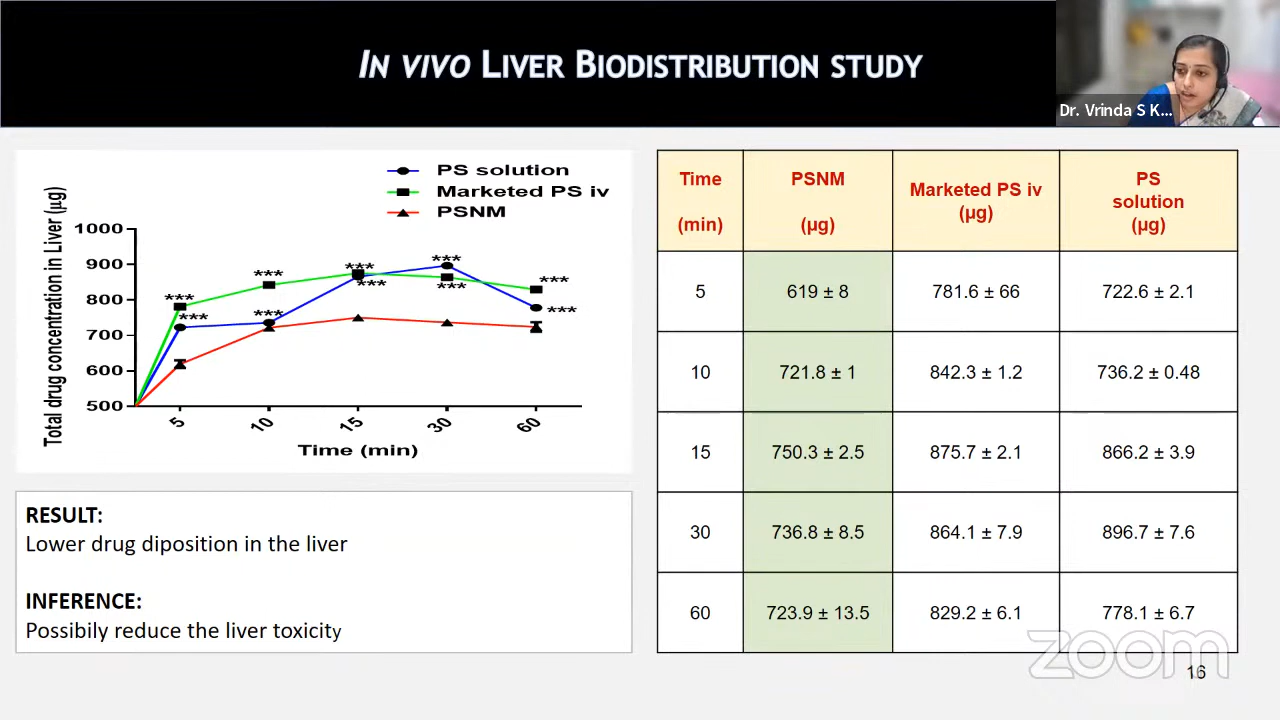 IN VIVO LIVER BIODISTRIBUTION STUDY
Dr. Vrinda S K...
PS solution
Marketed PS iv
PSNM
Total drug concentration in Liver (µg)
1000
900
800
700
600
500
***
***
***
***
***
***
***
***
***
***
5
10
15
30
60
Time (min)
RESULT:
Lower drug diposition in the liver
INFERENCE:
Possibily reduce the liver toxicity
Time (min) PSNM (µg) Marketed PS iv (µg) PS solution (µg)
5 619 ± 8 781.6 ± 66 722.6 ± 2.1
10 721.8 ± 1 842.3 ± 1.2 736.2 ± 0.48
15 750.3 ± 2.5 875.7 ± 2.1 866.2 ± 3.9
30 736.8 ± 8.5 864.1 ± 7.9 896.7 ± 7.6
60 723.9 ± 13.5 829.2 ± 6.1 778.1 ± 6.7
zoom
16